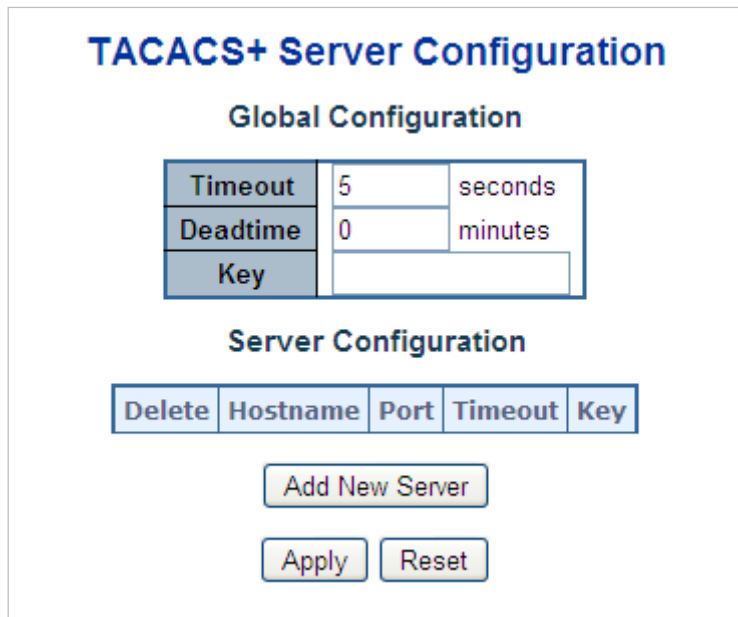 TACACS+ Server Configuration
Global Configuration
Timeout 5 seconds
Deadtime 0 minutes
Key
Server Configuration
Delete Hostname Port Timeout Key
Add New Server
Apply Reset